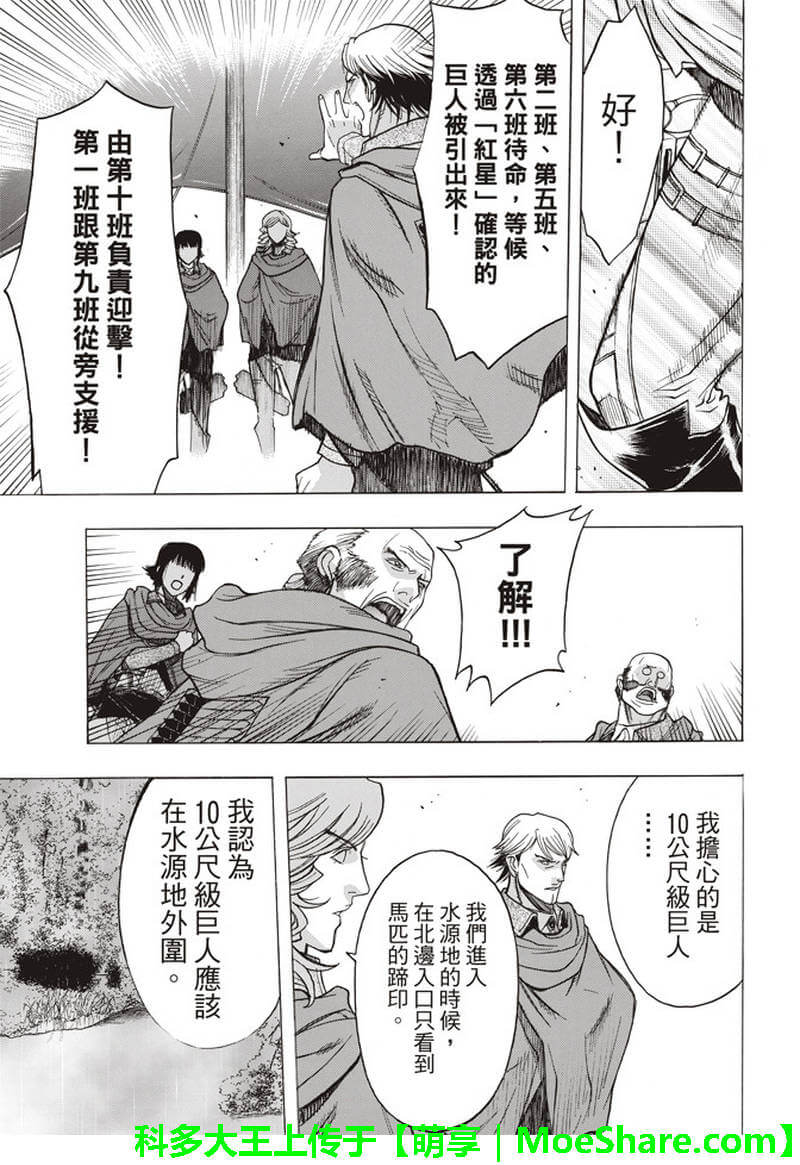 好！
第二班、第五班、
第六班待命，等候
透過「紅星」確認的
巨人被引出來！
由第十班負責迎擊！
第一班跟第九班從旁支援！
了解!!!
我擔心的是
10公尺級巨人
……
我們進入
水源地的時候，
在北邊入口只看到
馬匹的蹄印。
我認為
10公尺級巨人應該
在水源地外圍。
科多大王上传于【萌享】| MoeShare.com】